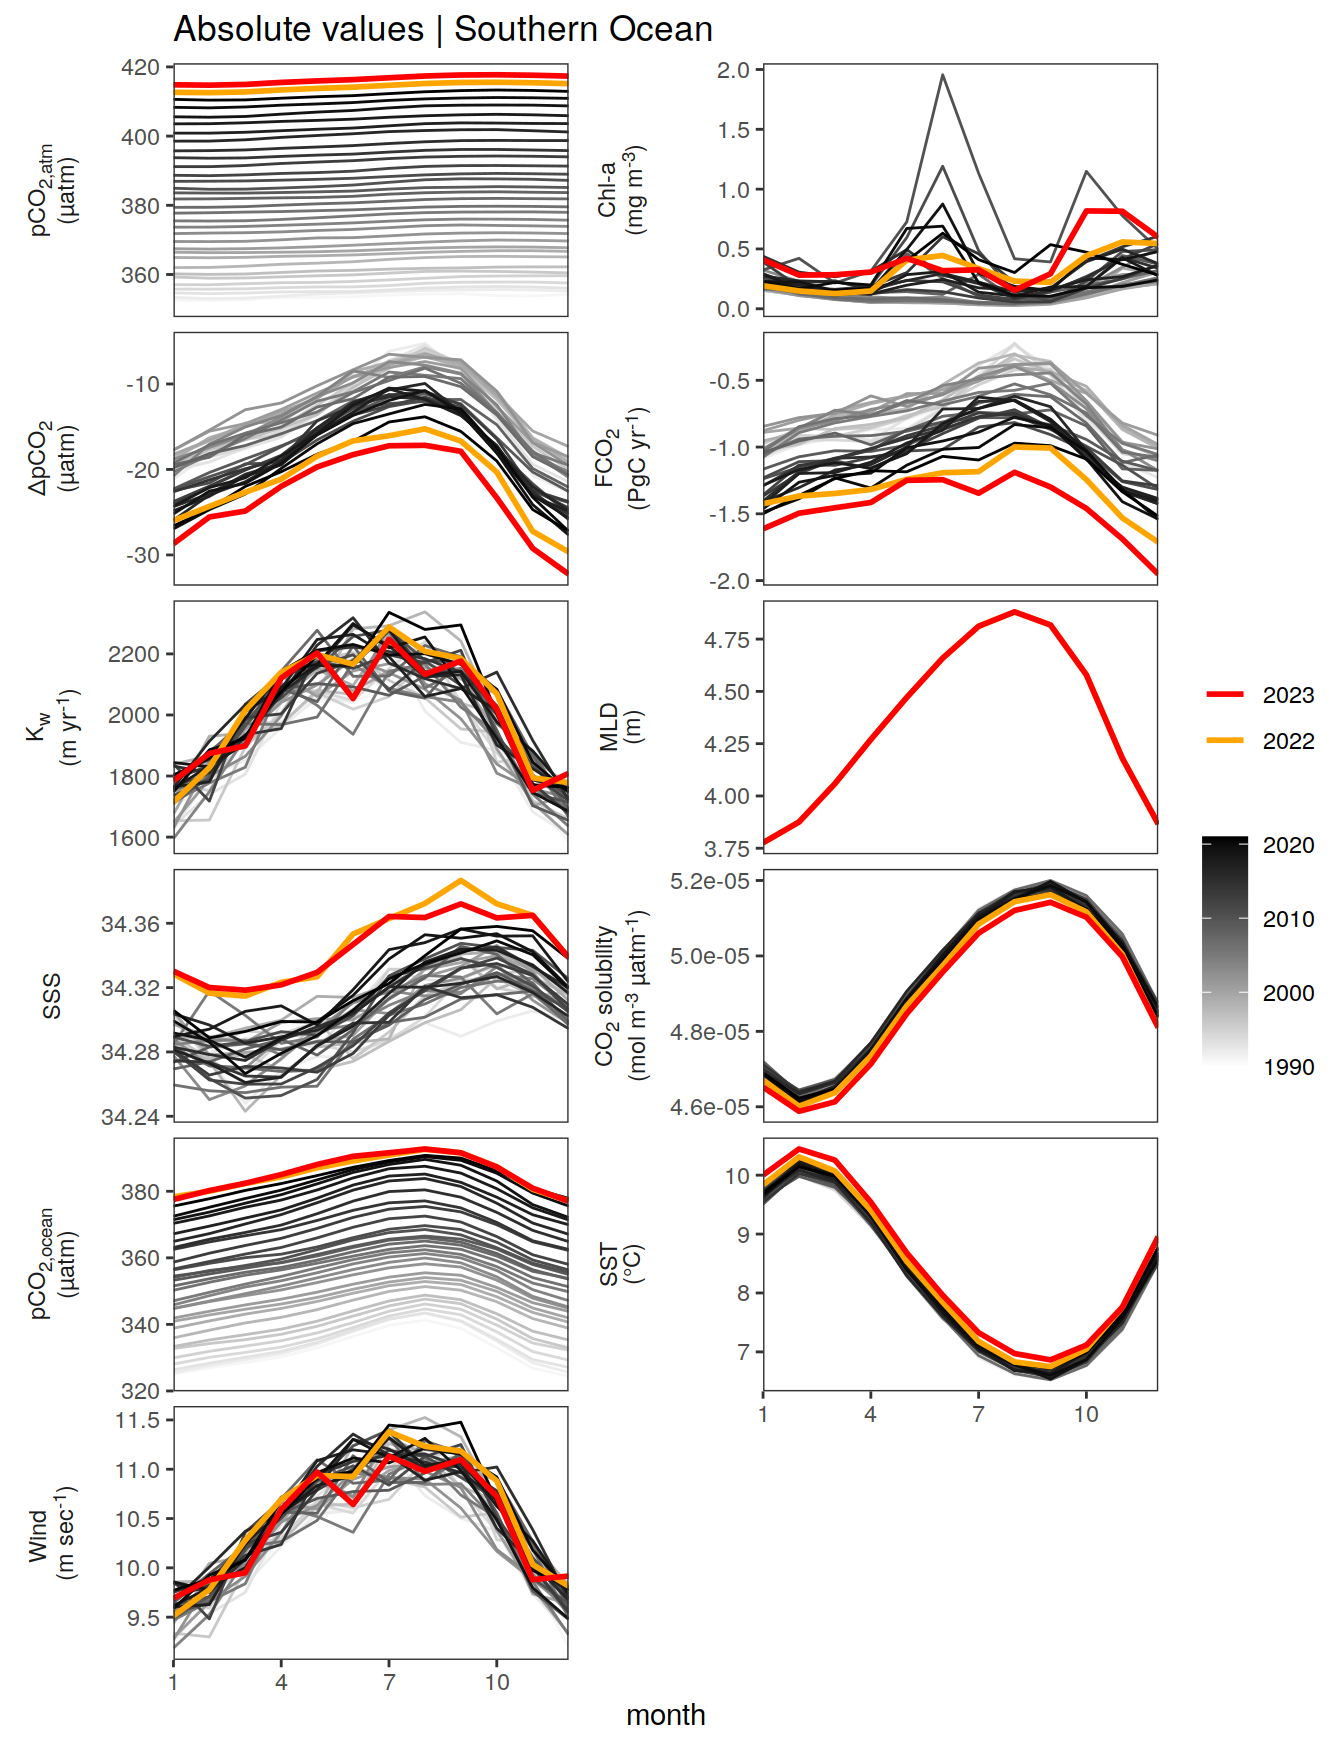 Absolute values | Southern Ocean
pCO2,atm
(µatm)
420
400
380
360
Chl-a
(mg m-3)
2.0
1.5
1.0
0.5
0.0
ΔpCO2
(µatm)
-10
-20
-30
FCO2
(PgC yr-1)
-0.5
-1.0
-1.5
-2.0
Kw
(m yr-1)
2200
2000
1800
1600
MLD
(m)
4.75
4.50
4.25
4.00
3.75
SSS
34.36
34.32
34.28
34.24
CO2 solubility
(mol m-3 µatm-1)
5.2e-05
5.0e-05
4.8e-05
4.6e-05
pCO2,ocean
(µatm)
380
360
340
320
SST
(°C)
10
9
8
7
1 4 7 10
Wind
(m sec-1)
11.5
11.0
10.5
10.0
9.5
1 4 7 10
month
2023
2022
2020
2010
2000
1990